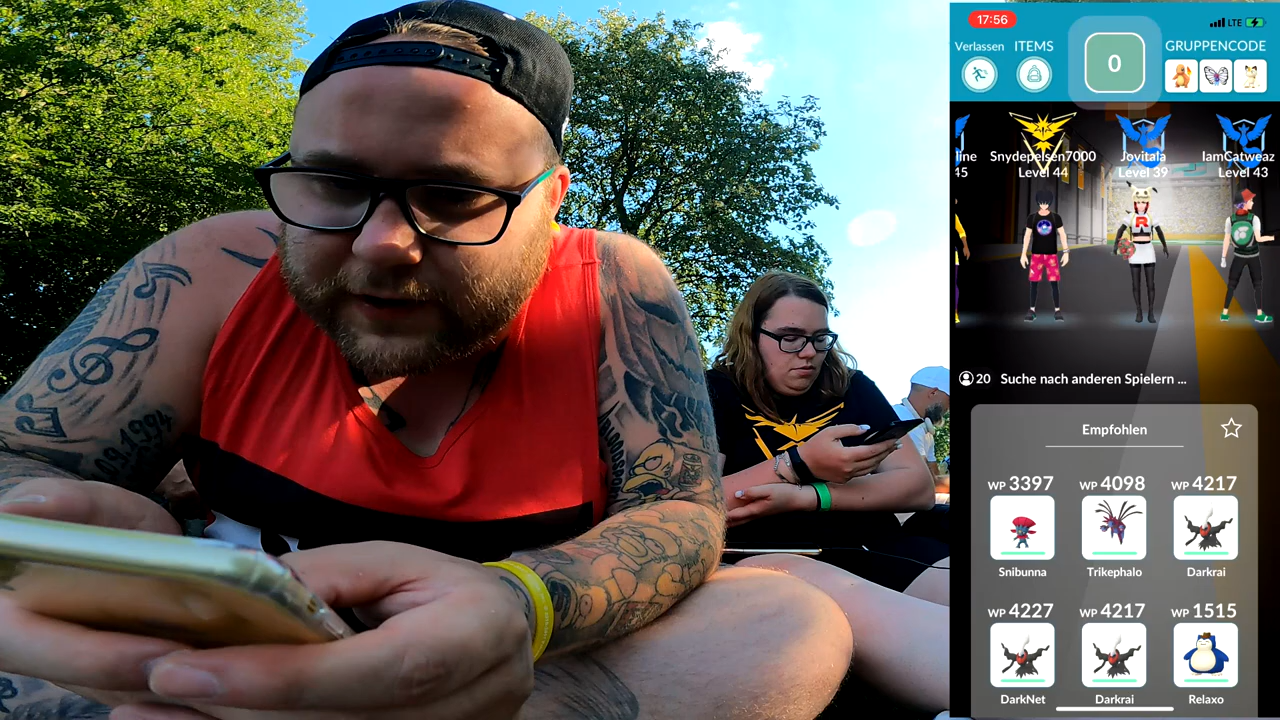 17:56
LTE
Verlassen
ITEMS
0
GRUPPENCODE
line
Snydepelsen7000
Jovitala
IamCatweaz
45
Level 44
Level 39
Level 43
R
20 Suche nach anderen Spielern ...
Empfohlen
WP 3397
WP 4098
WP 4217
Snibunna
Trikephalo
Darkrai
WP 4227
WP 4217
WP 1515
DarkNet
Darkrai
Relaxo
09.1994